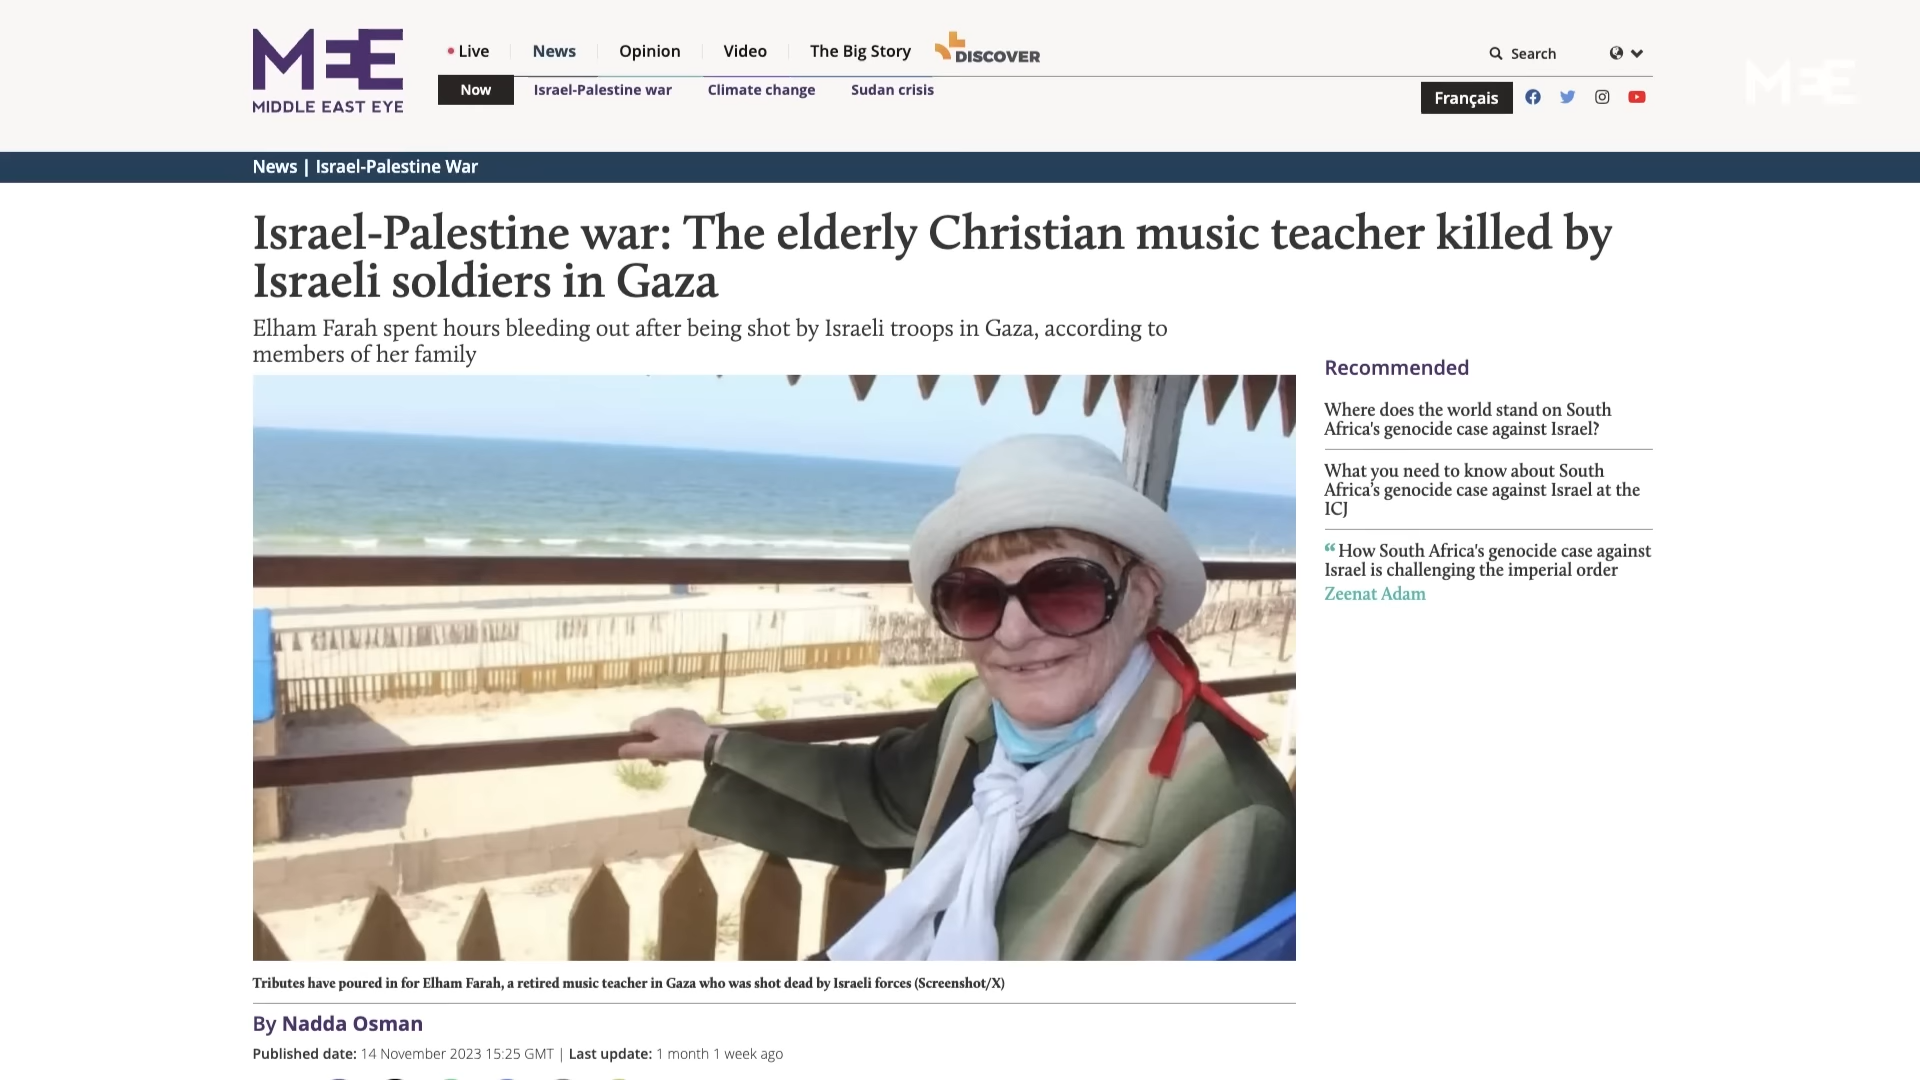 MEE
MIDDLE EAST EYE
Live
News
Opinion
Video
The Big Story
DISCOVER
Search
Now
Israel-Palestine war
Climate change
Sudan crisis
Français
MEE
News | Israel-Palestine War
Israel-Palestine war: The elderly Christian music teacher killed by
Israeli soldiers in Gaza
Elham Farah spent hours bleeding out after being shot by Israeli troops in Gaza, according to
members of her family
Tributes have poured in for Elham Farah, a retired music teacher in Gaza who was shot dead by Israeli forces (Screenshot/X)
By Nadda Osman
Published date: 14 November 2023 15:25 GMT | Last update: 1 month 1 week ago
Recommended
Where does the world stand on South
Africa's genocide case against Israel?
What you need to know about South
Africa’s genocide case against Israel at the
ICJ
“ How South Africa's genocide case against
Israel is challenging the imperial order
Zeenat Adam